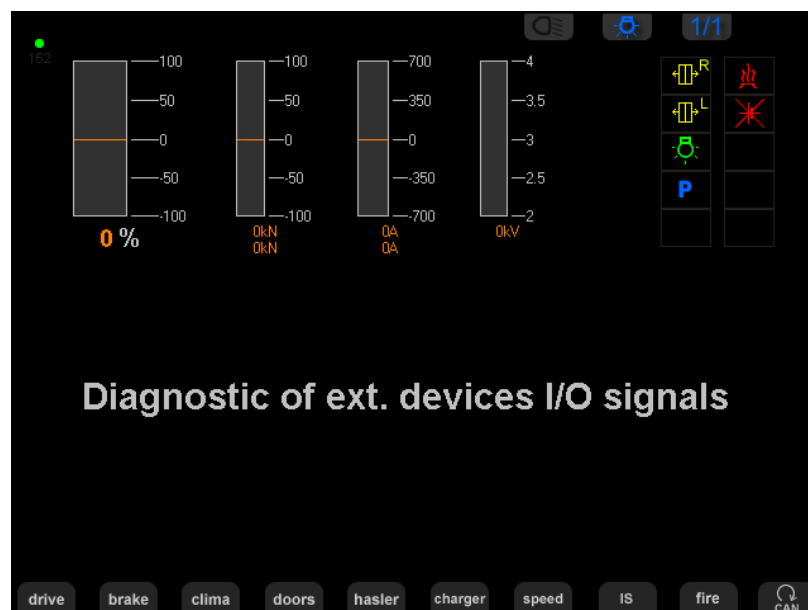 1/1
162
100
50
0
-50
-100
0 %
100
50
0
-50
-100
0kN
0kN
700
350
0
-350
-700
0A
0A
4
3.5
3
2.5
2
0kV
R
L
P
Diagnostic of ext. devices I/O signals
drive brake clima doors hasler charger speed IS fire
CAN